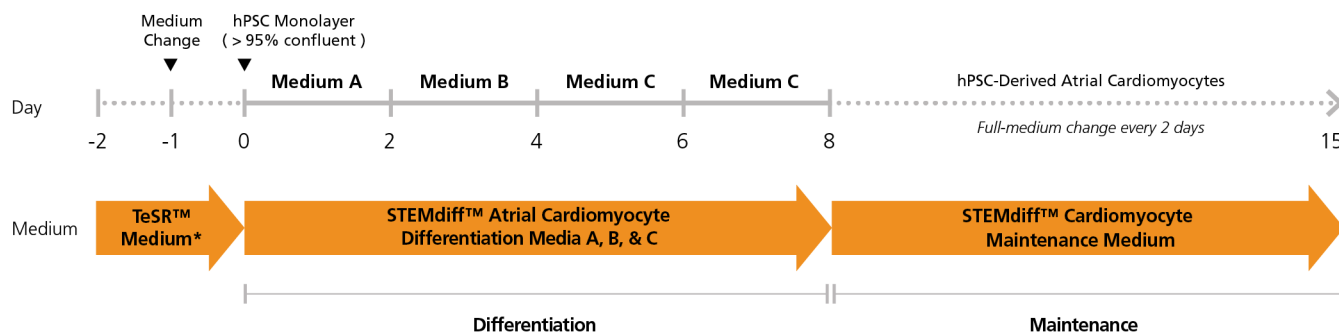 Medium
Change
hPSC Monolayer
( > 95% confluent )
Medium A
Medium B
Medium C
Medium C
hPSC-Derived Atrial Cardiomyocytes
Day
Full-medium change every 2 days
-2
-1
0
2
4
6
8
15
Medium
TeSR™
Medium*
STEMdiff™ Atrial Cardiomyocyte
Differentiation Media A, B, & C
STEMdiff™ Cardiomyocyte
Maintenance Medium
Differentiation
Maintenance